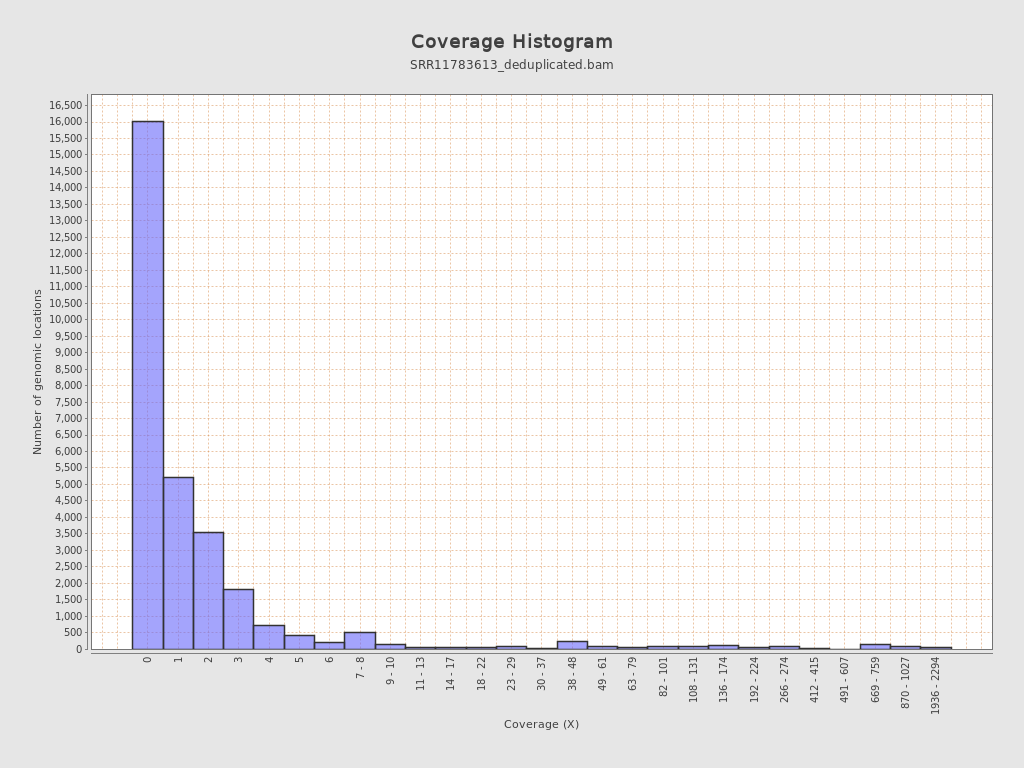 Coverage Histogram
SRR11783613_deduplicated.bam
Number of genomic locations
16,500
16,000
15,500
15,000
14,500
14,000
13,500
13,000
12,500
12,000
11,500
11,000
10,500
10,000
9,500
9,000
8,500
8,000
7,500
7,000
6,500
6,000
5,500
5,000
4,500
4,000
3,500
3,000
2,500
2,000
1,500
1,000
500
0
0
1
2
3
4
5
6
7 - 8
9 - 10
11 - 13
14 - 17
18 - 22
23 - 29
30 - 37
38 - 48
49 - 61
63 - 79
82 - 101
108 - 131
136 - 174
192 - 224
266 - 274
412 - 415
491 - 607
669 - 759
870 - 1027
1936 - 2294
Coverage (X)